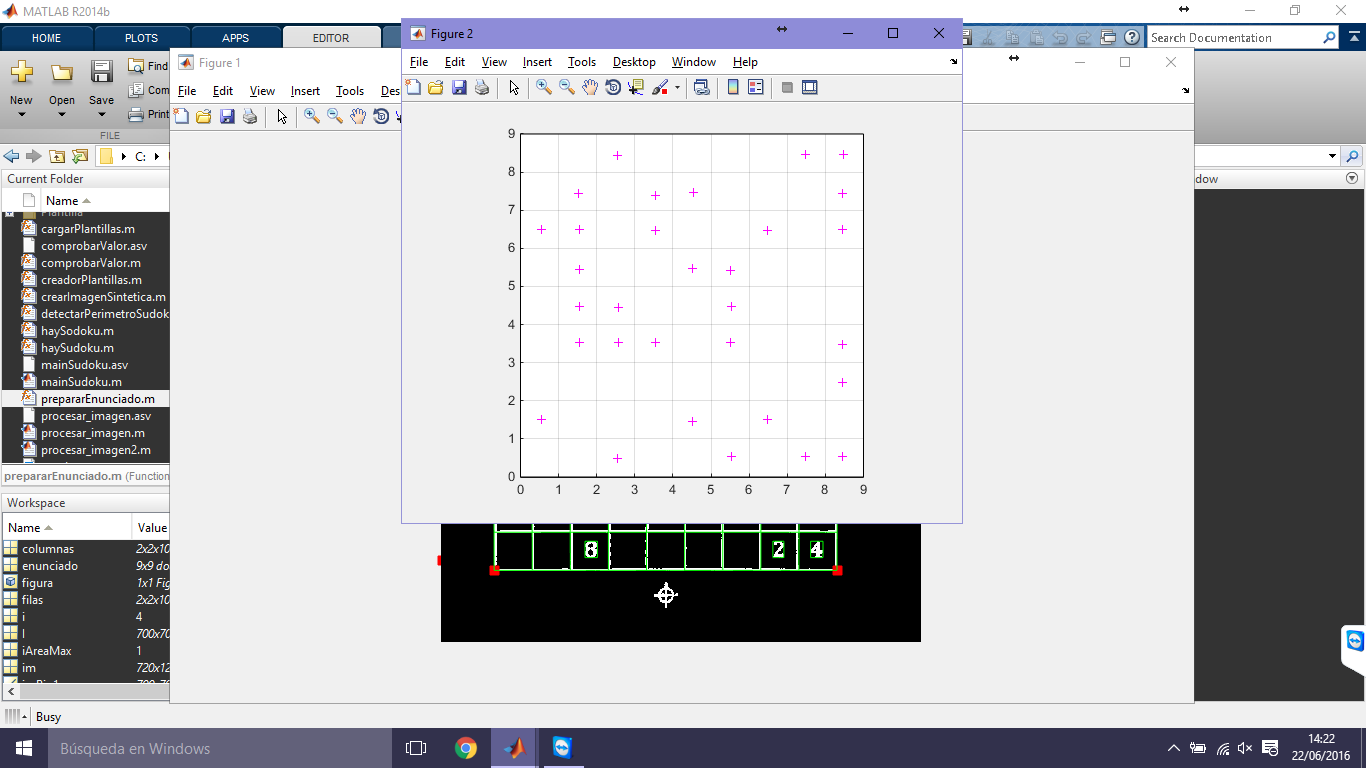 MATLAB R2014b
HOME PLOTS APPS EDITOR
Search Documentation
Figure 2
File Edit View Insert Tools Desktop Window Help
Figure 1
File Edit View Insert Tools
New Open Save Find
Print
FILE
C:
Current Folder
Name
Plantilla
cargarPlantillas.m
comprobarValor.asv
comprobarValor.m
creadorPlantillas.m
crearImagenSintetica.m
detectarPerimetroSudok
haySodoku.m
haySudoku.m
mainSudoku.asv
mainSudoku.m
prepararEnunciado.m
procesar_imagen.asv
procesar_imagen.m
procesar_imagen2.m
prepararEnunciado.m (Function
Workspace
Name Value
columnas 2x2x10
enunciado 9x9 do
figura 1x1 Fig
filas 2x2x10
i 4
I 700x70
iAreaMax 1
im 720x12
9
8
7
6
5
4
3
2
1
0
0 1 2 3 4 5 6 7 8 9
8 2 4
Busy
Búsqueda en Windows
14:22
22/06/2016